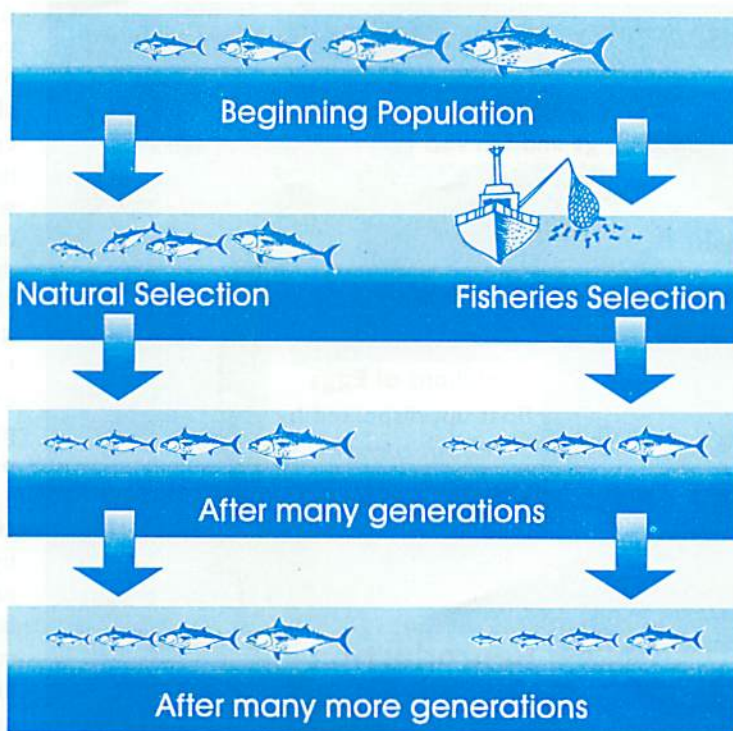 Beginning Population
Natural Selection
Fisheries Selection
After many generations
After many more generations